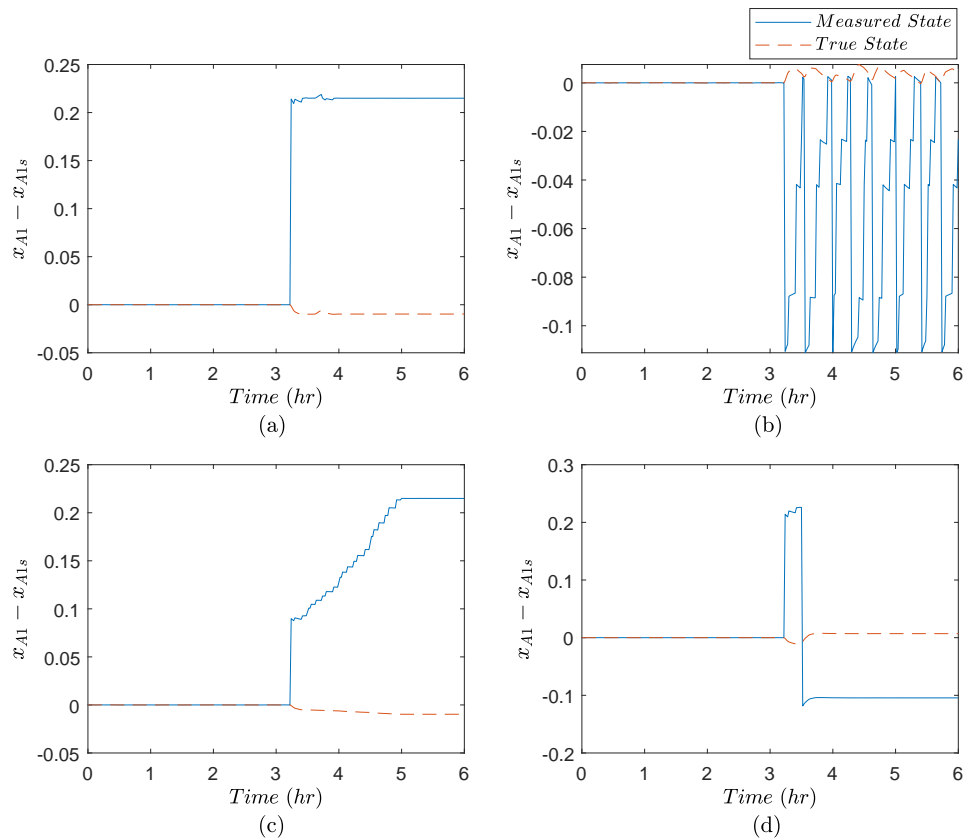 Measured State
True State
0.25
0.2
0.15
0.1
0.05
0
-0.05
x_{A1} − x_{A1s}
0 1 2 3 4 5 6
Time (hr)
(a)
0
-0.02
-0.04
-0.06
-0.08
-0.1
x_{A1} − x_{A1s}
0 1 2 3 4 5 6
Time (hr)
(b)
0.25
0.2
0.15
0.1
0.05
0
-0.05
x_{A1} − x_{A1s}
0 1 2 3 4 5 6
Time (hr)
(c)
0.3
0.2
0.1
0
-0.1
-0.2
x_{A1} − x_{A1s}
0 1 2 3 4 5 6
Time (hr)
(d)